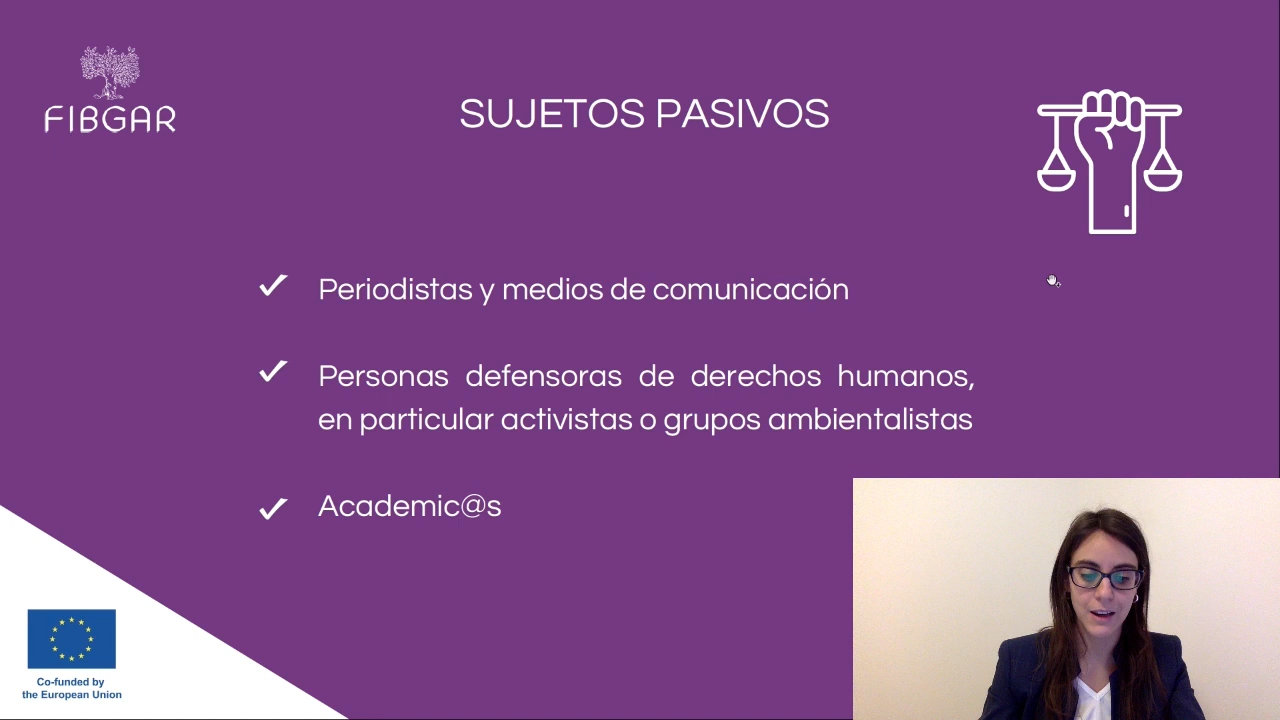 FIBGAR
SUJETOS PASIVOS
Periodistas y medios de comunicación
Personas defensoras de derechos humanos,
en particular activistas o grupos ambientalistas
Academic@s
Co-funded by
the European Union